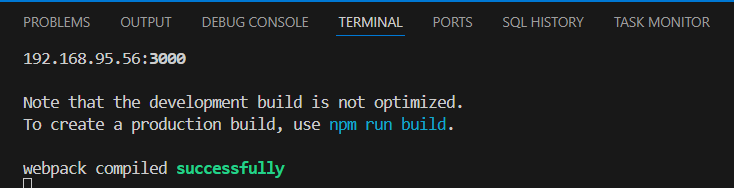 PROBLEMS OUTPUT DEBUG CONSOLE TERMINAL PORTS SQL HISTORY TASK MONITOR
192.168.95.56:3000
Note that the development build is not optimized.
To create a production build, use npm run build.
webpack compiled successfully